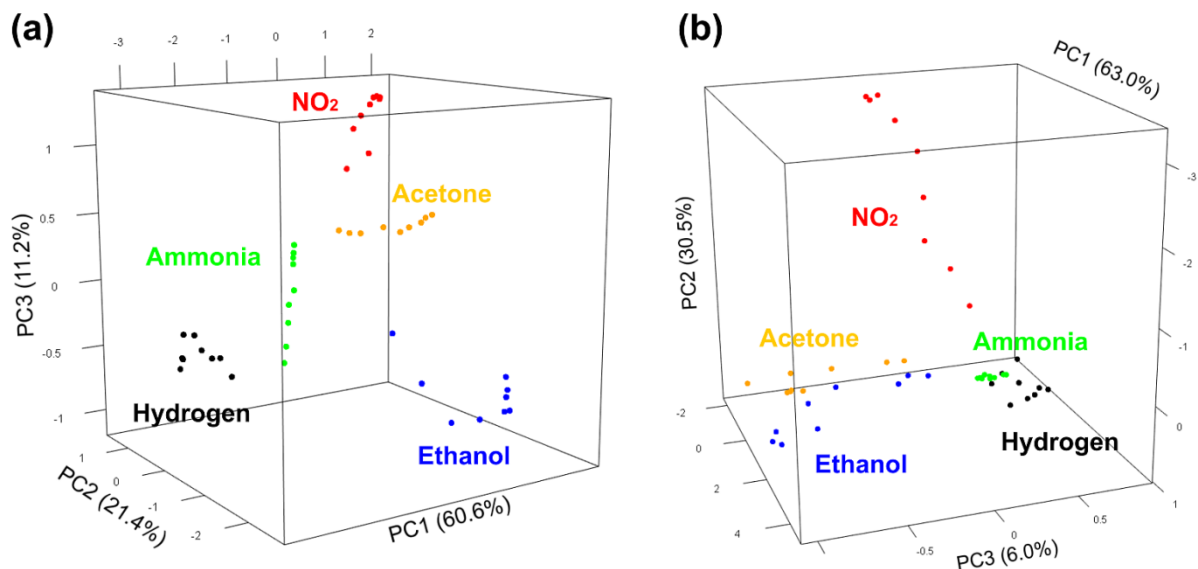 (a)
-3 -2 -1 0 1 2
NO₂
Acetone
Ammonia
Hydrogen
Ethanol
1
0.5
0
-0.5
-1
PC3 (11.2%)
1
0
-1
-2
PC2 (21.4%)
PC1 (60.6%)
(b)
PC1 (63.0%)
-3
-2
-1
0
1
NO₂
Acetone
Ammonia
Ethanol
Hydrogen
PC2 (30.5%)
-2
0
2
4
-0.5
0
0.5
PC3 (6.0%)